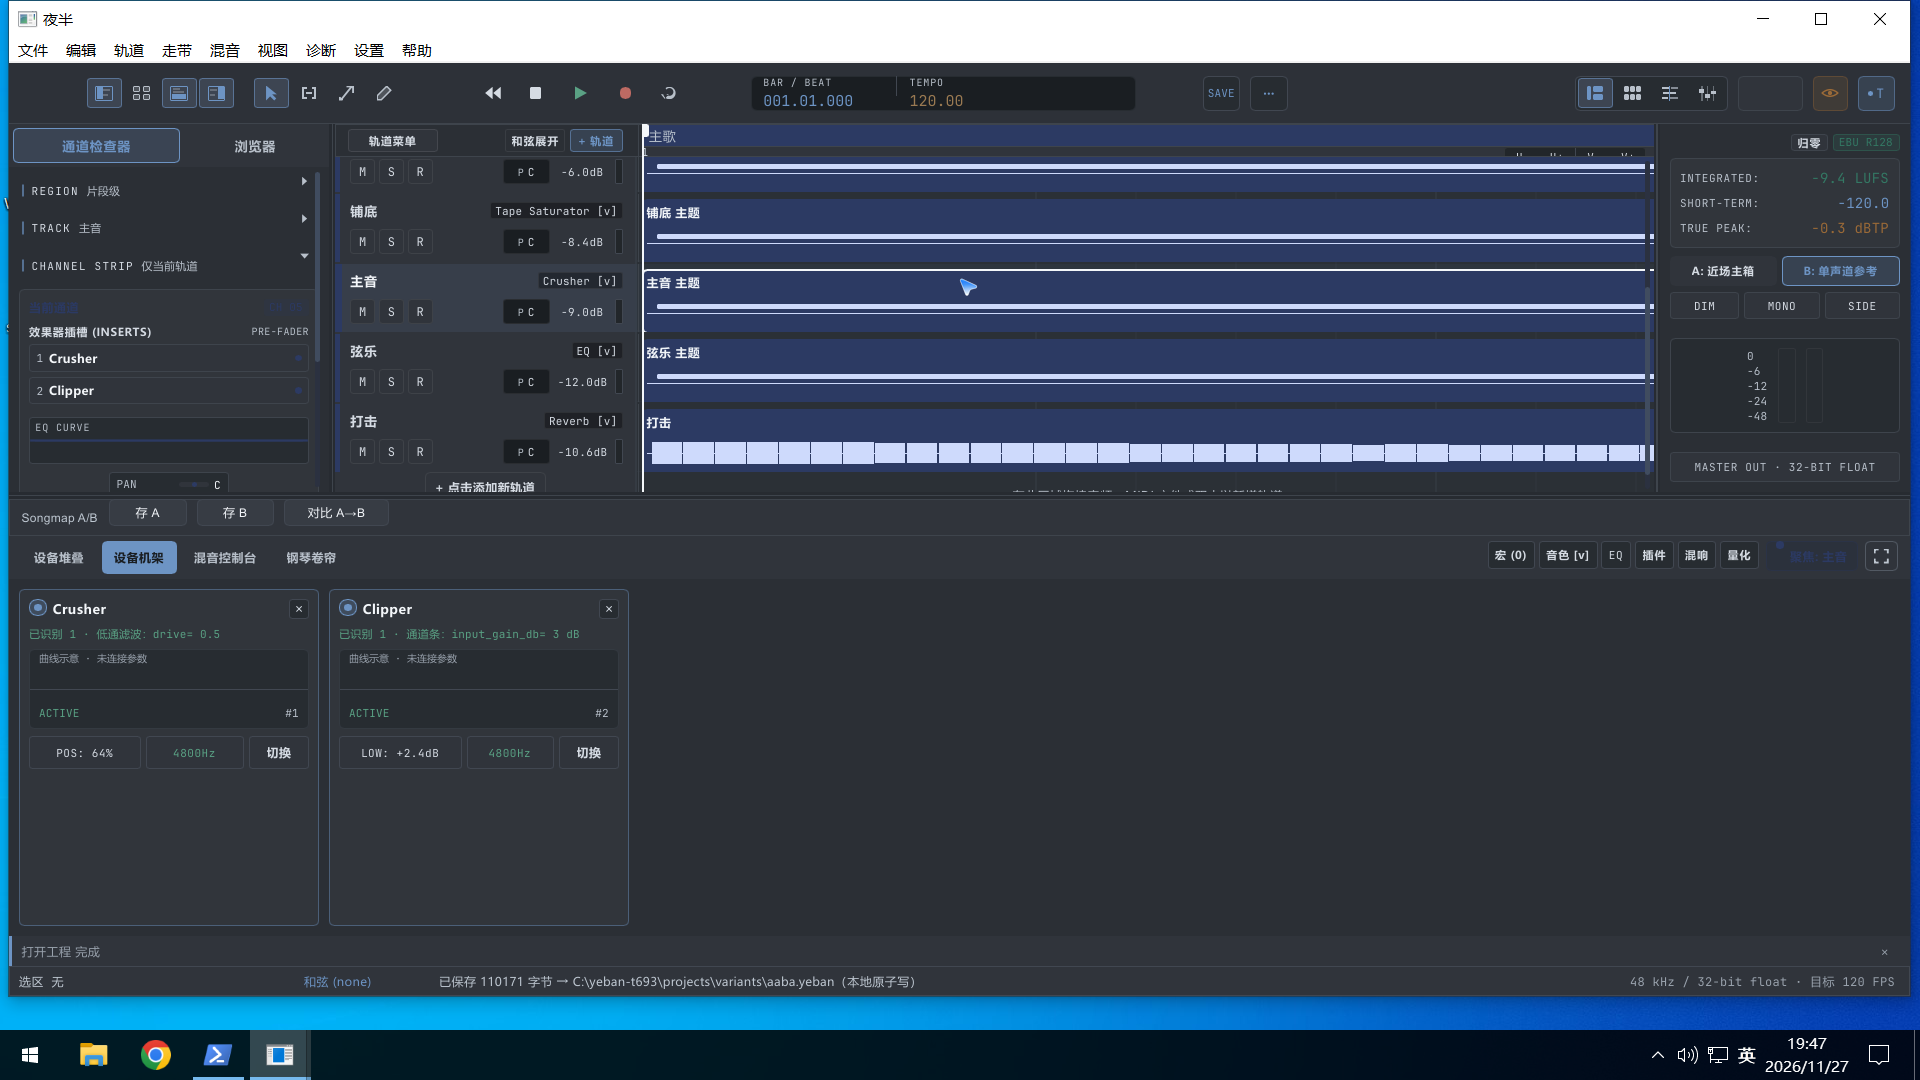 夜半
文件 编辑 轨道 走带 混音 视图 诊断 设置 帮助
BAR / BEAT
001.01.000
TEMPO
120.00
SAVE
...
• T
通道检查器
浏览器
REGION 片段级
TRACK 主音
CHANNEL STRIP 仅当前轨道
效果器插槽 (INSERTS)
PRE-FADER
1 Crusher
2 Clipper
EQ CURVE
PAN
C
轨道菜单
和弦展开
+ 轨道
M S R P C -6.0dB
铺底 Tape Saturator [v]
M S R P C -8.4dB
主音 Crusher [v]
M S R P C -9.0dB
弦乐 EQ [v]
M S R P C -12.0dB
打击 Reverb [v]
M S R P C -10.6dB
+ 点击添加新轨道
主歌
1
铺底 主题
主音 主题
弦乐 主题
打击
归零
EBU R128
INTEGRATED: -9.4 LUFS
SHORT-TERM: -120.0
TRUE PEAK: -0.3 dBTP
A: 近场主箱
B: 单声道参考
DIM
MONO
SIDE
0
-6
-12
-24
-48
MASTER OUT · 32-BIT FLOAT
Songmap A/B
存 A
存 B
对比 A→B
设备堆叠
设备机架
混音控制台
钢琴卷帘
宏 (0)
音色 [v]
EQ
插件
混响
量化
Crusher
×
已识别 1 · 低通滤波: drive= 0.5
曲线示意 · 未连接参数
ACTIVE
#1
POS: 64%
4800Hz
切换
Clipper
×
已识别 1 · 通道条: input_gain_db= 3 dB
曲线示意 · 未连接参数
ACTIVE
#2
LOW: +2.4dB
4800Hz
切换
打开工程 完成
×
选区 无
和弦 (none)
已保存 110171 字节 → C:\yeban-t693\projects\variants\aaba.yeban（本地原子写）
48 kHz / 32-bit float · 目标 120 FPS
英
19:47
2026/11/27